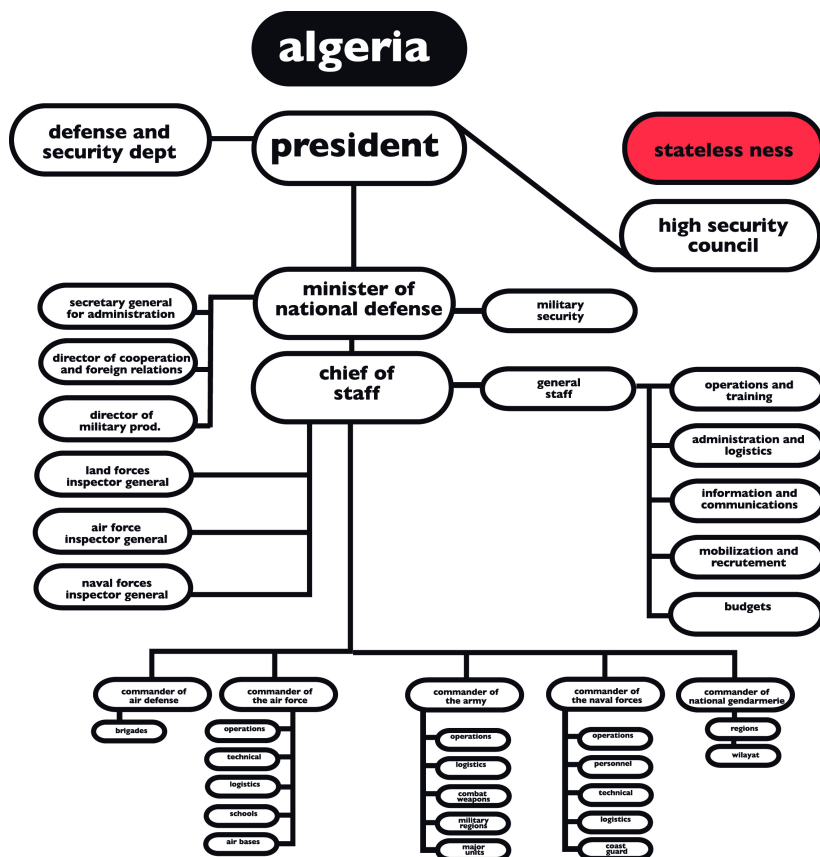 algeria
defense and
security dept
president
stateless ness
high security
council
minister of
national defense
military
security
secretary general
for administration
director of cooperation
and foreign relations
director of
military prod.
chief of
staff
general
staff
operations and
training
administration and
logistics
information and
communications
mobilization and
recrutement
budgets
land forces
inspector general
air force
inspector general
naval forces
inspector general
commander of
air defense
brigades
commander of
the air force
operations
technical
logistics
schools
air bases
commander of
the army
operations
logistics
combat
weapons
military
regions
major
units
commander of
the naval forces
operations
personnel
technical
logistics
coast
guard
commander of
national gendarmerie
regions
wilayat